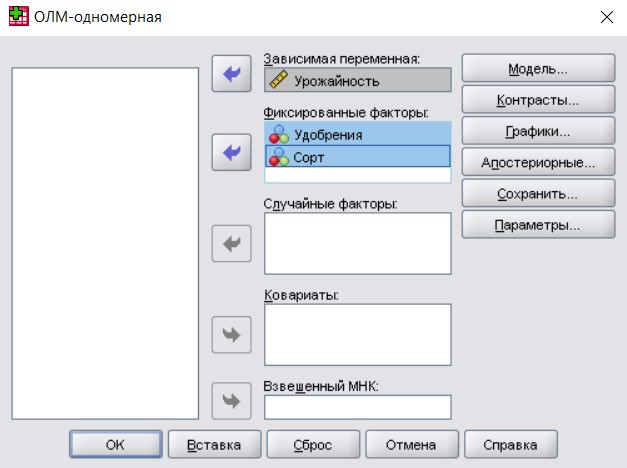 ОЛМ-одномерная
Зависимая переменная:
Урожайность
Фиксированные факторы:
Удобрения
Сорт
Случайные факторы:
Ковариаты:
Взвешенный МНК:
Модель...
Контрасты...
Графики...
Апостериорные...
Сохранить...
Параметры...
OK
Вставка
Сброс
Отмена
Справка